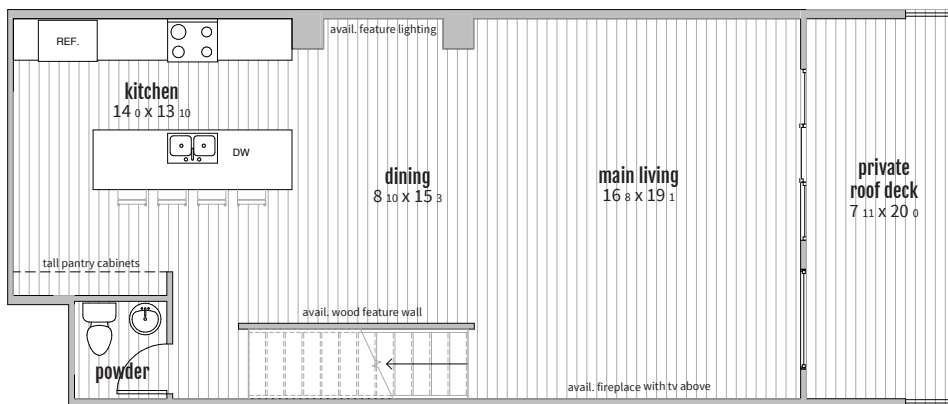 avail. feature lighting
REF.
kitchen
14 0 x 13 10
DW
dining
8 10 x 15 3
main living
16 8 x 19 1
private
roof deck
7 11 x 20 0
tall pantry cabinets
avail. wood feature wall
powder
avail. fireplace with tv above